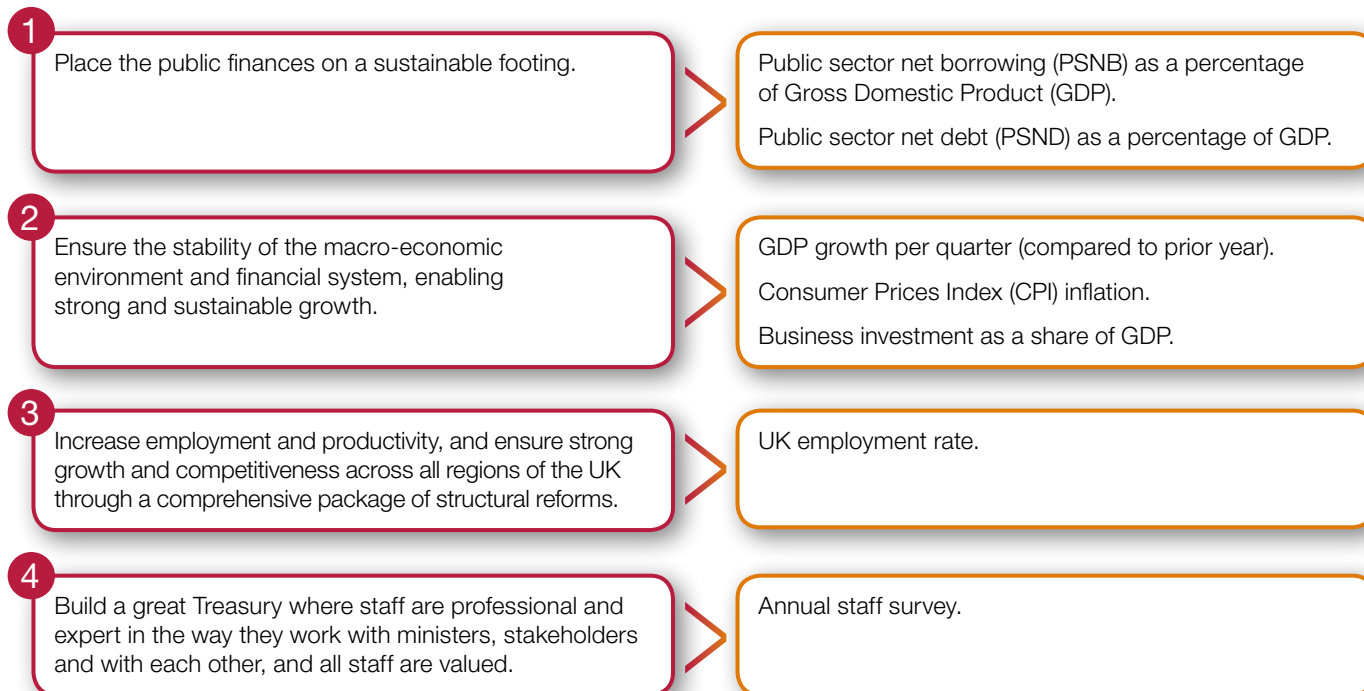 1
Place the public finances on a sustainable footing.
Public sector net borrowing (PSNB) as a percentage
of Gross Domestic Product (GDP).
Public sector net debt (PSND) as a percentage of GDP.
2
Ensure the stability of the macro-economic
environment and financial system, enabling
strong and sustainable growth.
GDP growth per quarter (compared to prior year).
Consumer Prices Index (CPI) inflation.
Business investment as a share of GDP.
3
Increase employment and productivity, and ensure strong
growth and competitiveness across all regions of the UK
through a comprehensive package of structural reforms.
UK employment rate.
4
Build a great Treasury where staff are professional and
expert in the way they work with ministers, stakeholders
and with each other, and all staff are valued.
Annual staff survey.